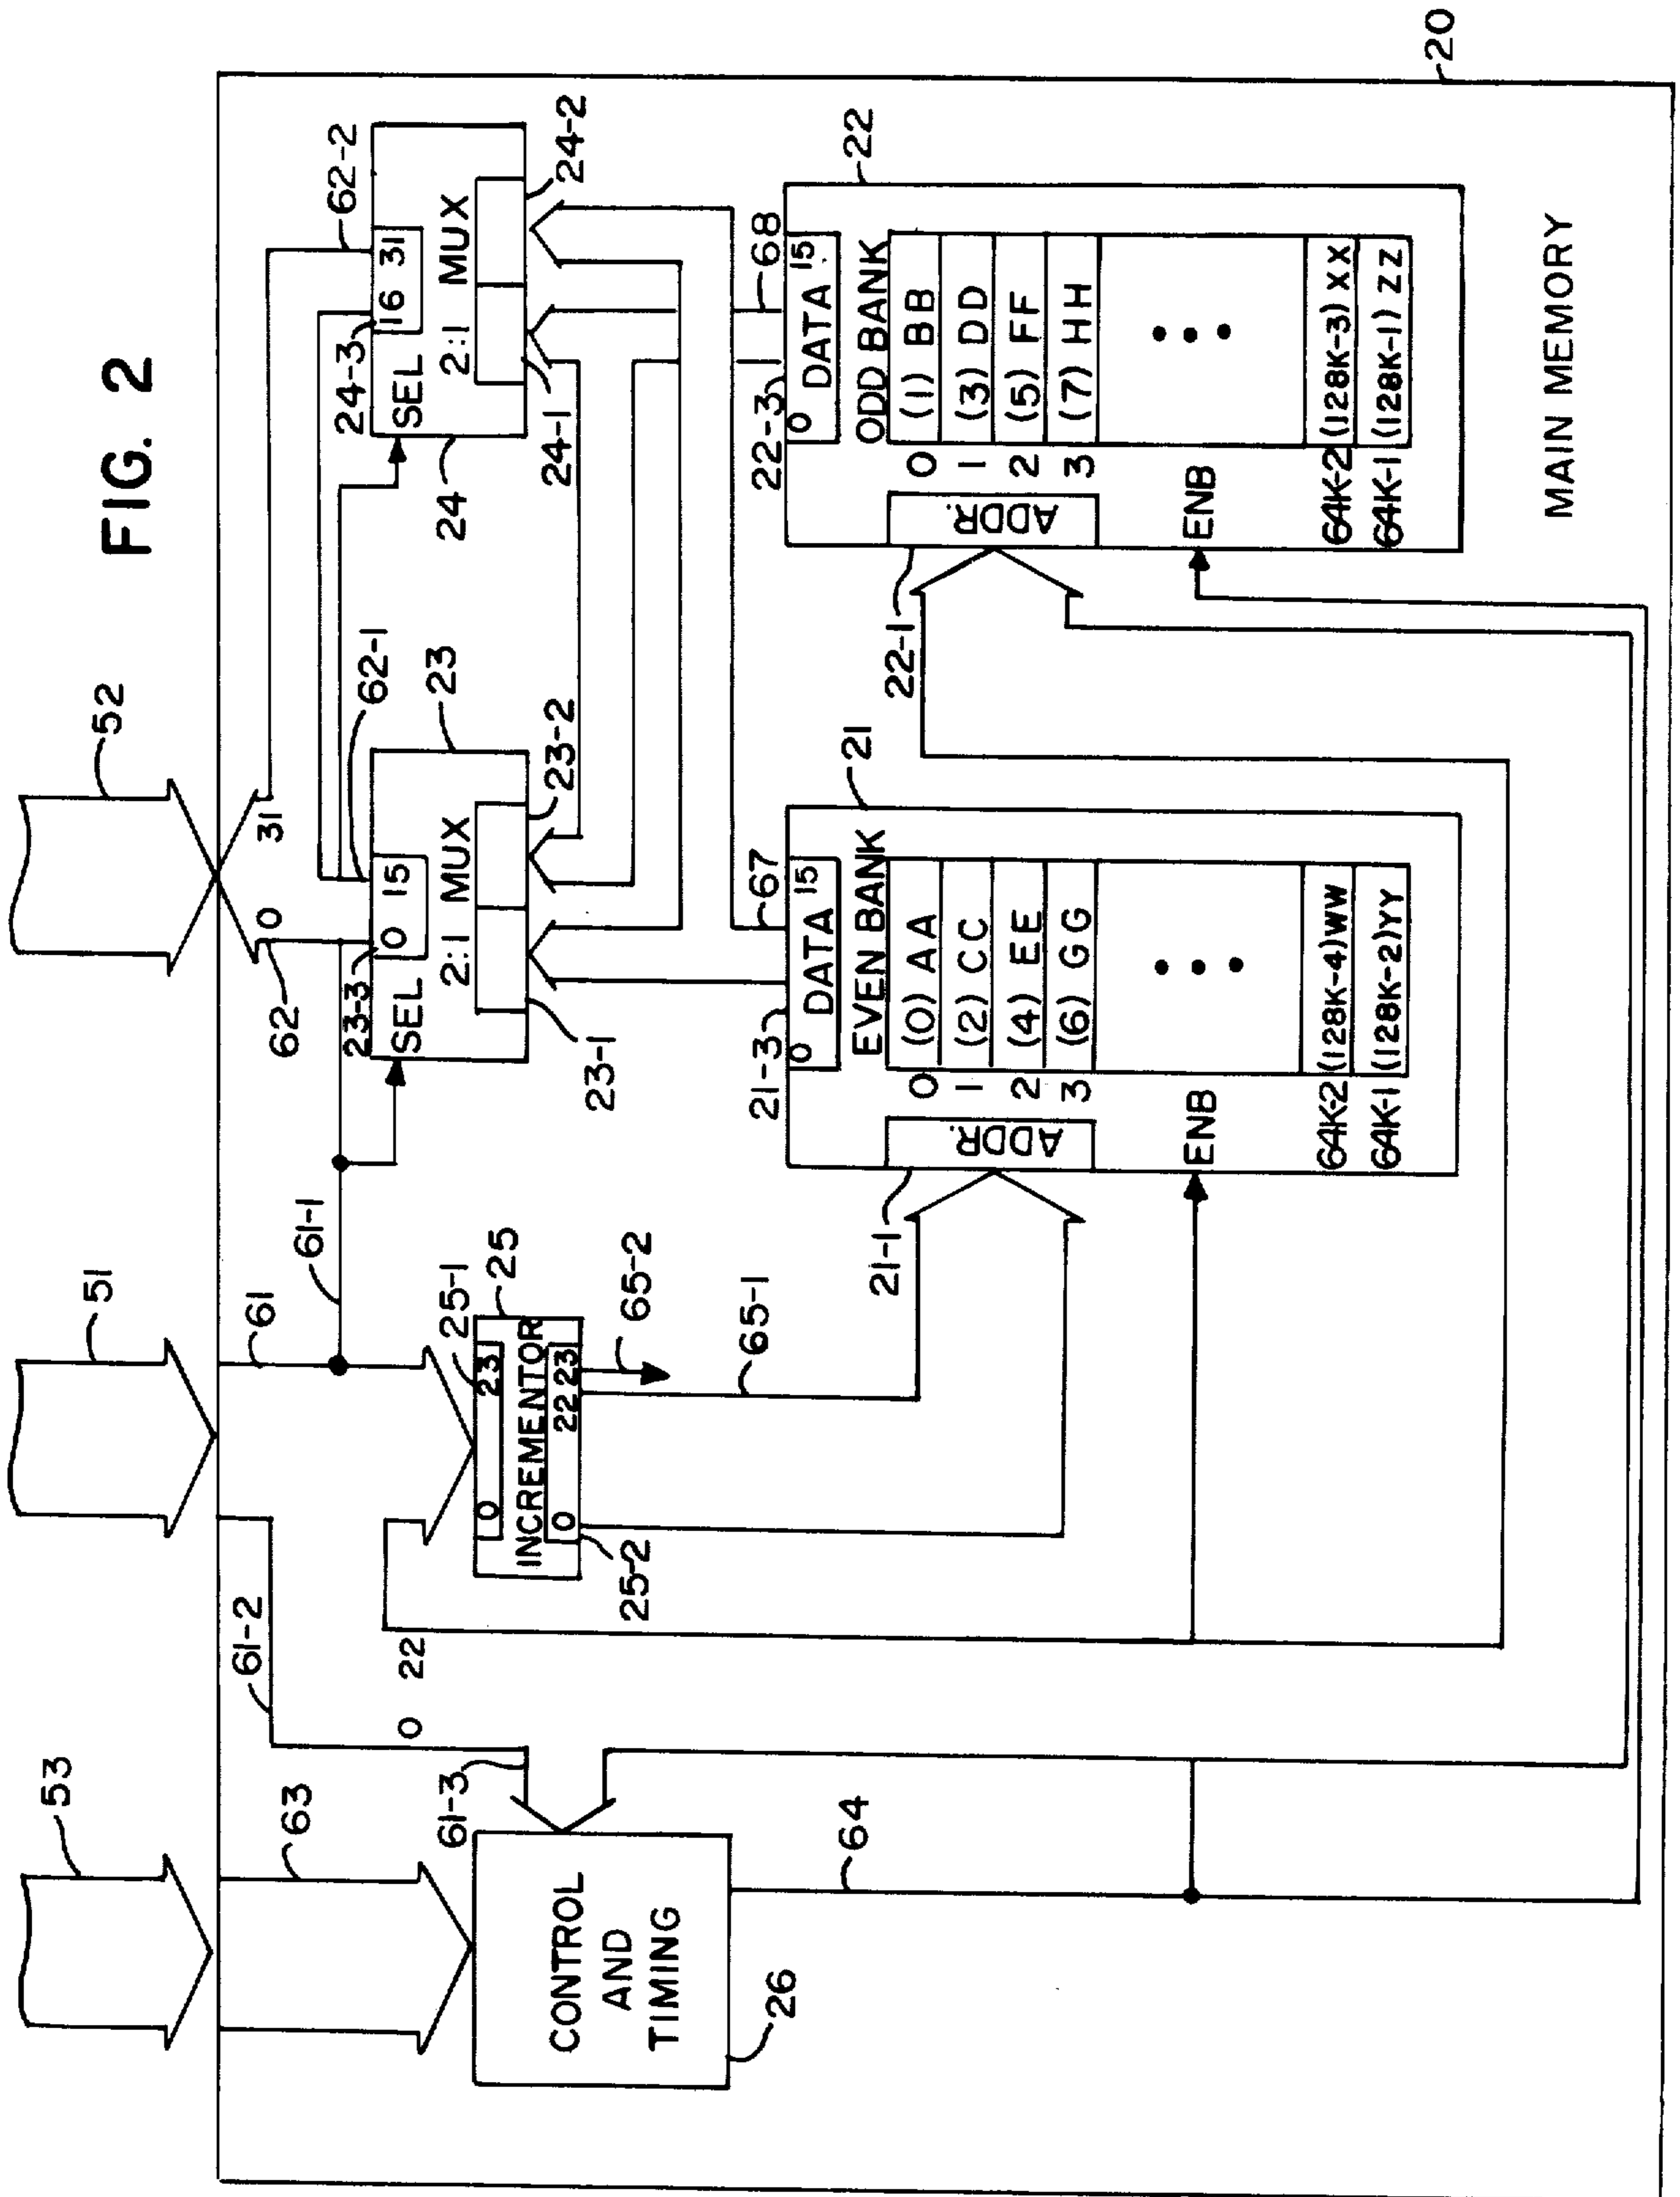 FIG. 2
53
51
52
63
61-2
61
61-1
62
0
31
62-1
62-2
61-3
0
22
CONTROL
AND
TIMING
26
64
25-1
25
0 23
INCREMENTOR
0 22 23
25-2
65-2
65-1
23-3
0 15
SEL
2:1 MUX
23
23-1
23-2
24-3
16 31
SEL
2:1 MUX
24
24-1
24-2
21-3
67
0 DATA 15
EVEN BANK
21
21-1
ADDR.
0 (0) AA
1 (2) CC
2 (4) EE
3 (6) GG
ENB
64K-2 (128K-4) WW
64K-1 (128K-2) YY
22-3
68
0 DATA 15
ODD BANK
22
22-1
ADDR.
0 (1) BB
1 (3) DD
2 (5) FF
3 (7) HH
ENB
64K-2 (128K-3) XX
64K-1 (128K-1) ZZ
MAIN MEMORY
20